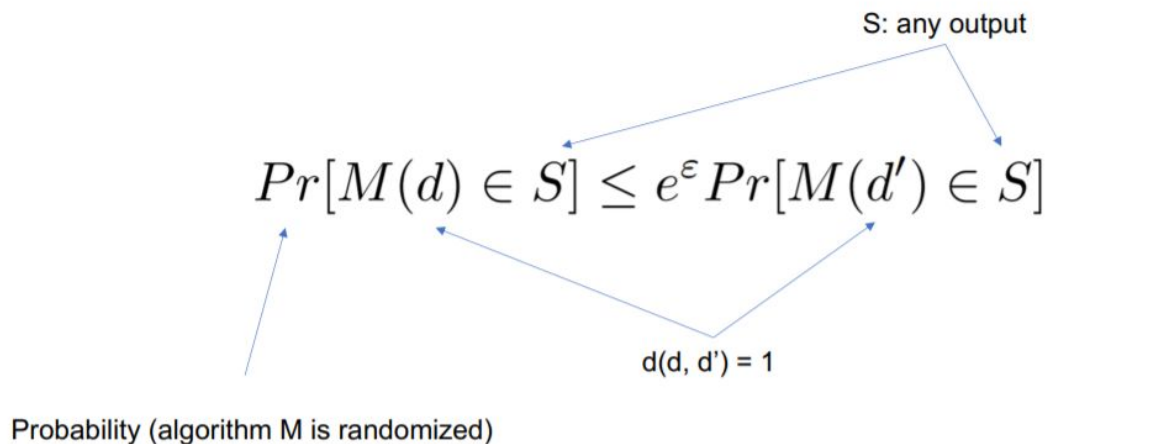 S: any output
Pr[M(d) ∈ S] ≤ e^ε Pr[M(d′) ∈ S]
d(d, d’) = 1
Probability (algorithm M is randomized)